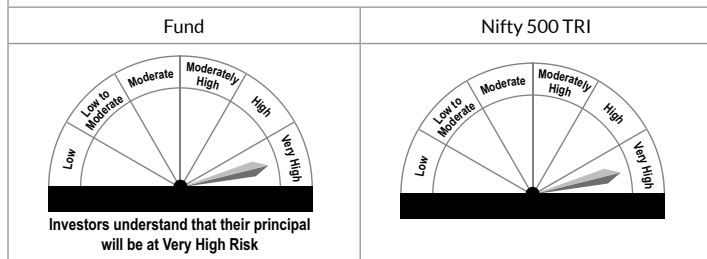 Fund
Nifty 500 TRI
Low
Low to
Moderate
Moderate
Moderately
High
High
Very High
Investors understand that their principal
will be at Very High Risk
Low
Low to
Moderate
Moderate
Moderately
High
High
Very High